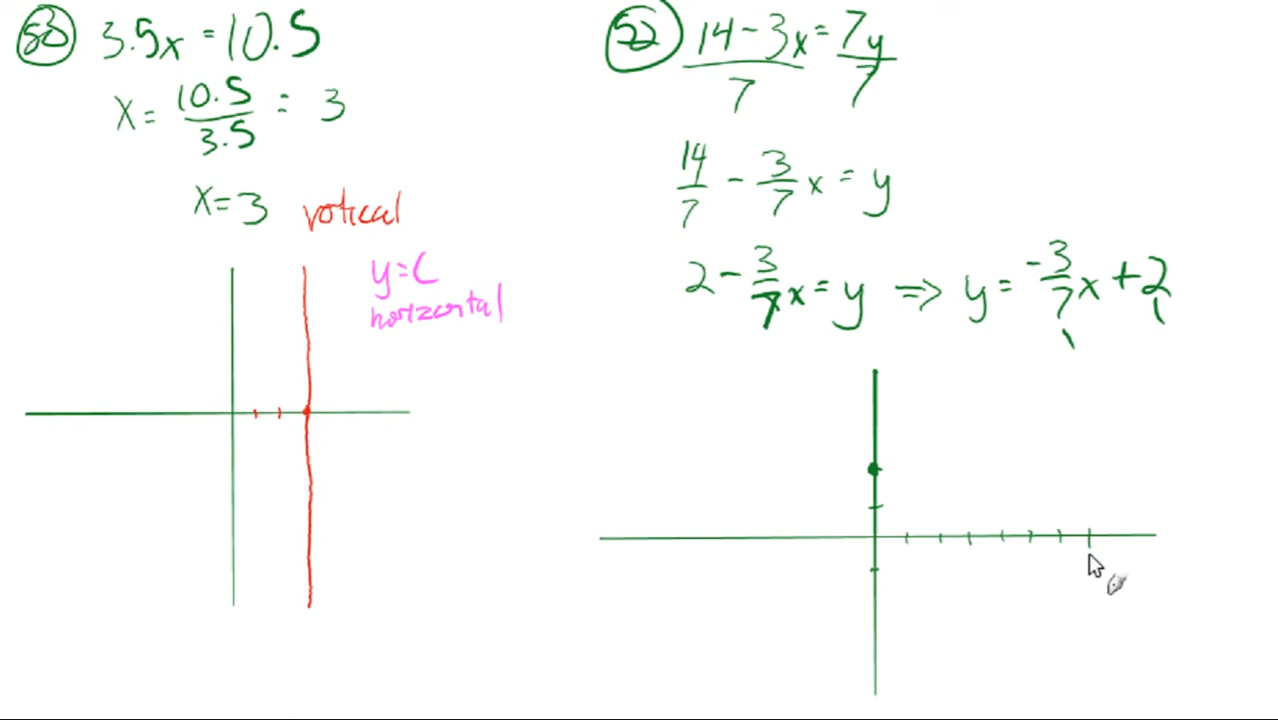 53 3.5x = 10.5
x = 10.5/3.5 = 3
x = 3 vertical
y = C
horizontal
52 (14 - 3x)/7 = 7y/7
14/7 - 3/7 x = y
2 - 3/7 x = y ⇒ y = -3/7 x + 2